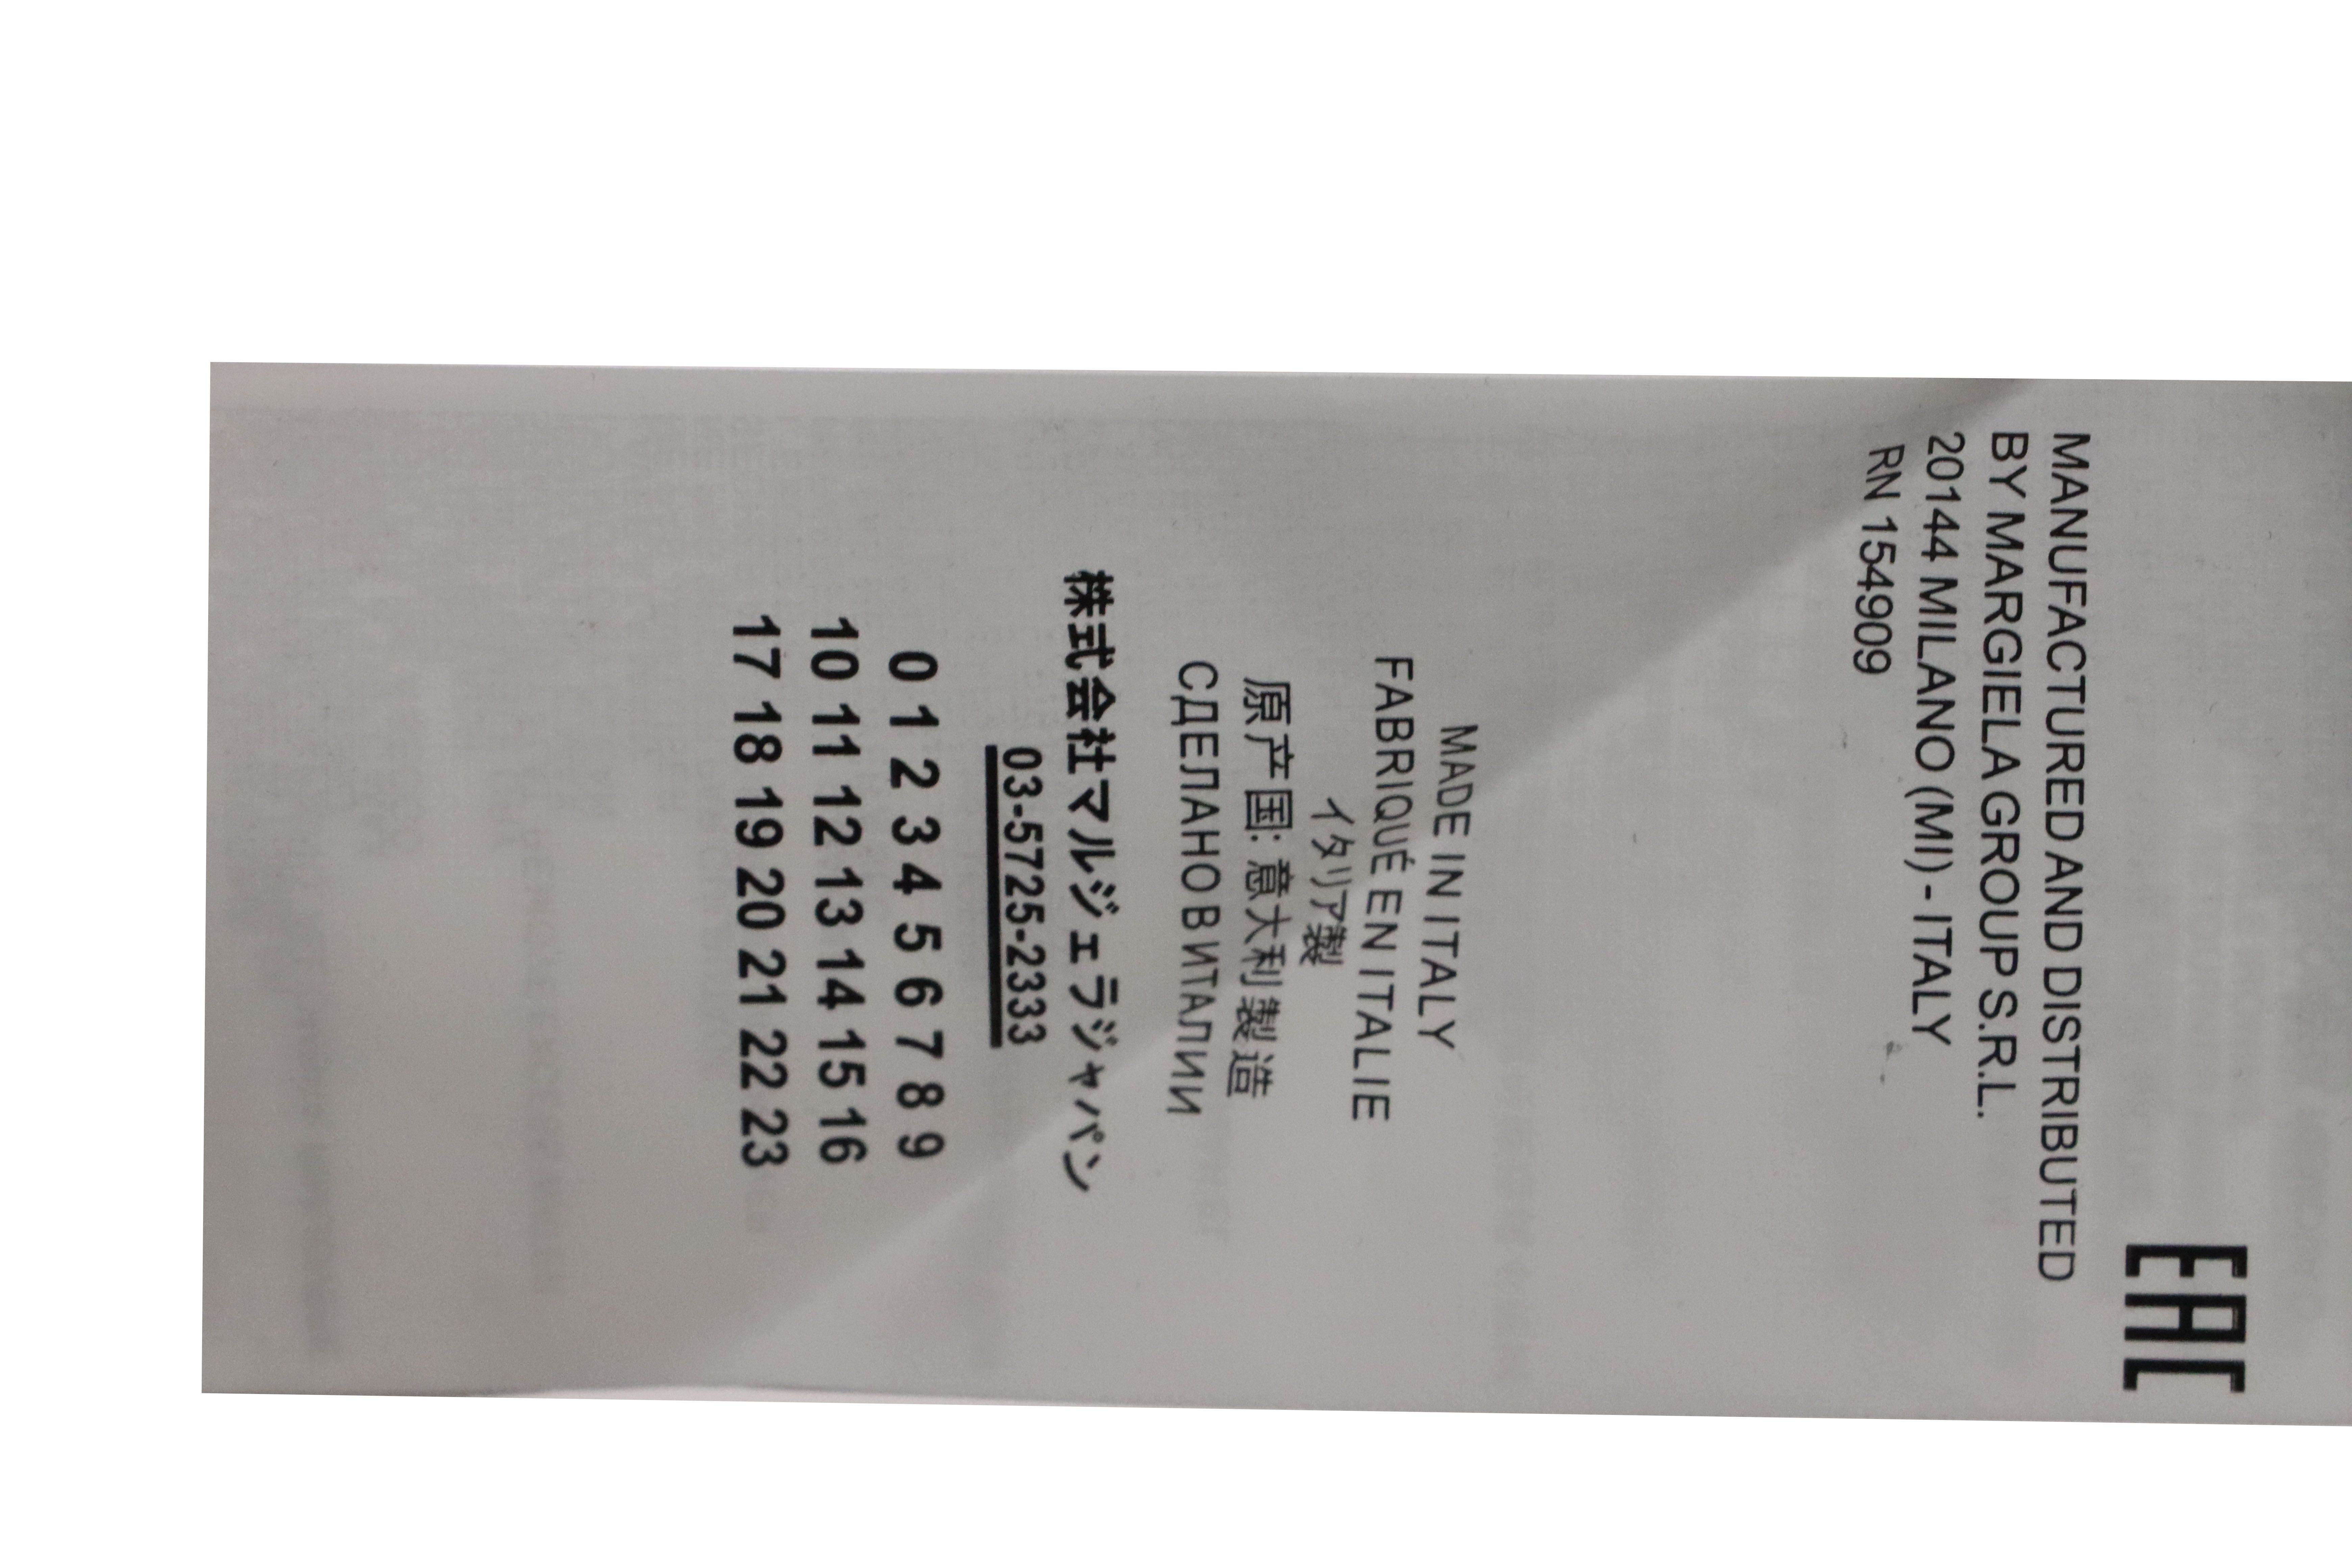 EAC
MANUFACTURED AND DISTRIBUTED
BY MARGIELA GROUP S.R.L.
20144 MILANO (MI) - ITALY
RN 154909
MADE IN ITALY
FABRIQUÉ EN ITALIE
イタリア製
原产国: 意大利製造
СДЕЛАНО В ИТАЛИИ
株式会社マルジェラジャパン
03-5725-2333
0 1 2 3 4 5 6 7 8 9
10 11 12 13 14 15 16
17 18 19 20 21 22 23